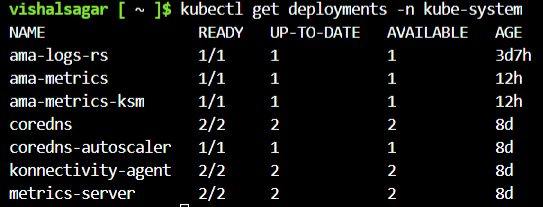 vishalsagar [ ~ ]$ kubectl get deployments -n kube-system
NAME READY UP-TO-DATE AVAILABLE AGE
ama-logs-rs 1/1 1 1 3d7h
ama-metrics 1/1 1 1 12h
ama-metrics-ksm 1/1 1 1 12h
coredns 2/2 2 2 8d
coredns-autoscaler 1/1 1 1 8d
konnectivity-agent 2/2 2 2 8d
metrics-server 2/2 2 2 8d